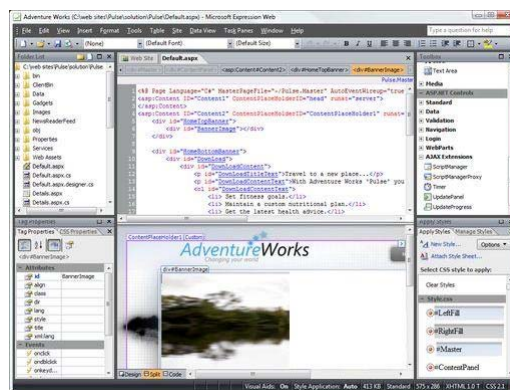 Adventure Works (C:\web sites\Pulse\solution\Pulse\Default.aspx) - Microsoft Expression Web
File Edit View Insert Format Tools Table Site Data View Task Panes Window Help
Type a question for help
(None) (Default Font) (Default Size)
Folder List
C:\web sites\Pulse\solution\Pulse
bin
ClientBin
Data
Gadgets
Images
NewsReaderFeed
obj
Properties
Services
Web Assets
Default.aspx
Default.aspx.cs
Default.aspx.designer.cs
Details.aspx
Details.aspx.cs
Web Site Default.aspx
<asp:Content#Content2> <div#HomeTopBanner> <div#BannerImage>
Pulse.Master
<%@ Page Language="C#" MasterPageFile="~/Pulse.Master" AutoEventWireup="true
<asp:Content ID="Content1" ContentPlaceHolderID="head" runat="server">
</asp:Content>
<asp:Content ID="Content2" ContentPlaceHolderID="ContentPlaceHolder1" runat=
<div id="HomeTopBanner">
<div id="BannerImage"></div>
</div>
<div id="HomeBottomBanner">
<div id="DownLoad">
<div id="DownLoadContent">
<p id="DownLoadTitleText">Travel to a new place...</p>
<p id="DownLoadContentText">With Adventure Works 'Pulse' you
<ol id="DownLoadContentText">
<li> Set fitness goals.</li>
<li> Maintain a custom nutritional plan.</li>
<li> Get the latest health advice.</li>
Toolbox
Text Area
Media
ASP.NET Controls
Standard
Data
Validation
Navigation
Login
WebParts
AJAX Extensions
ScriptManager
ScriptManagerProxy
Timer
UpdatePanel
UpdateProgress
Tag Properties
Tag Properties CSS Properties
<div#BannerImage>
Attributes
id BannerImage
align
class
dir
lang
style
title
xml:lang
Events
onclick
ondblclick
onkeyd...
ContentPlaceHolder1 (Custom)
AdventureWorks
Changing your world
div#BannerImage
Design Split Code
Apply Styles
Apply Styles Manage Styles
New Style... Options
Attach Style Sheet...
Select CSS style to apply:
Clear Styles
Style.css
#LeftFill
#RightFill
#Master
#ContentPanel
Visual Aids: On Style Application: Auto 413 KB Standard 575 x 286 XHTML 1.0 T CSS 2.1